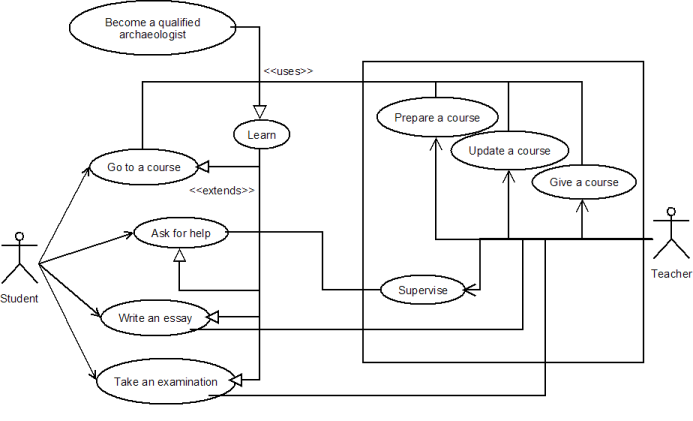 Become a qualified
archaeologist
<<uses>>
Prepare a course
Learn
Update a course
Go to a course
Give a course
<<extends>>
Ask for help
Teacher
Student
Supervise
Write an essay
Take an examination